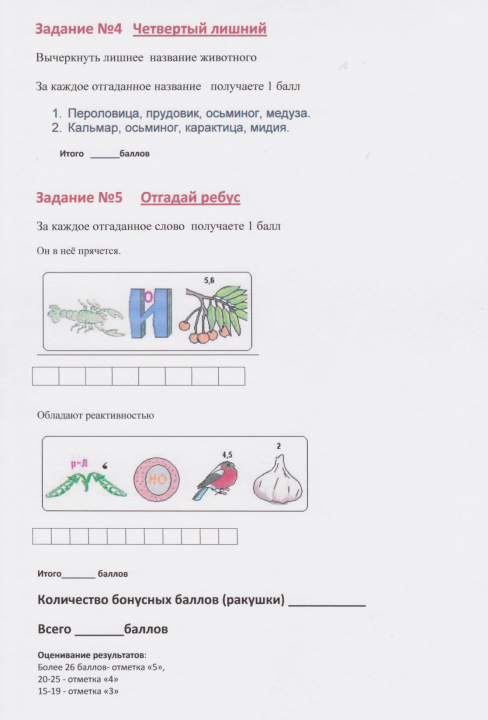 Задание №4 Четвертый лишний
Вычеркнуть лишнее название животного
За каждое отгаданное название получаете 1 балл
1. Пероловица, прудовик, осьминог, медуза.
2. Кальмар, осьминог, карактица, мидия.
Итого ______баллов
Задание №5 Отгадай ребус
За каждое отгаданное слово получаете 1 балл
Он в неё прячется.
5,6
О
И
Обладают реактивностью
р=Л
4,5
2
НО
Итого_______ баллов
Количество бонусных баллов (ракушки) ___________
Всего _______баллов
Оценивание результатов:
Более 26 баллов- отметка «5»,
20-25 - отметка «4»
15-19 - отметка «3»